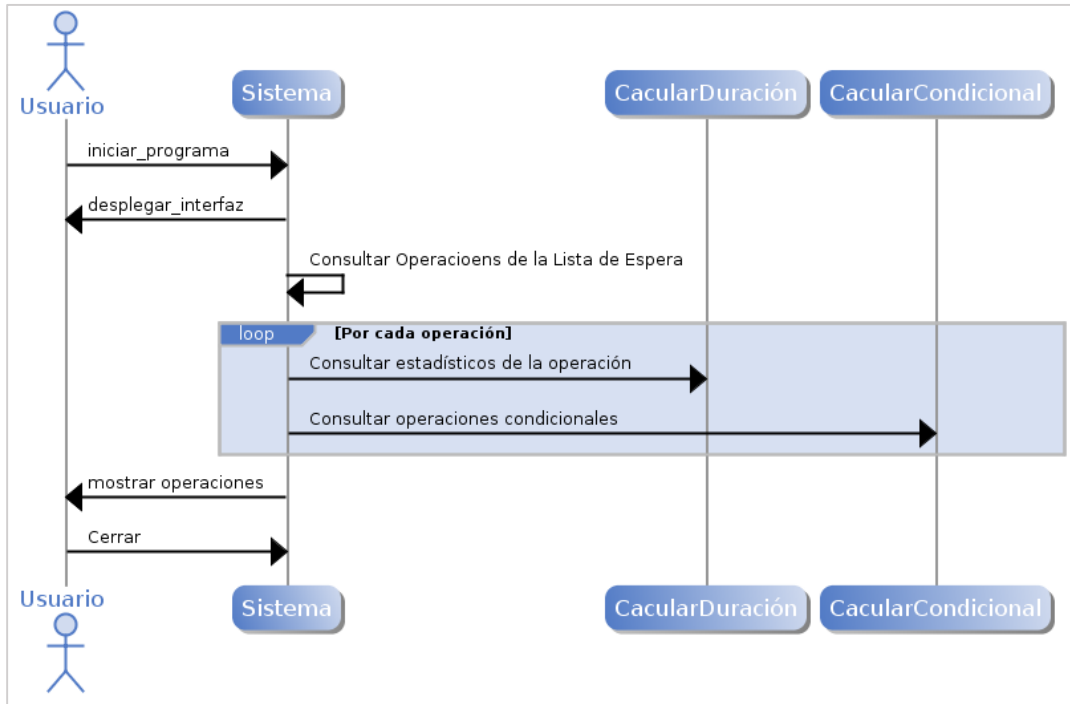 Usuario
Sistema
CacularDuración
CacularCondicional
iniciar_programa
desplegar_interfaz
Consultar Operacioens de la Lista de Espera
loop
[Por cada operación]
Consultar estadísticos de la operación
Consultar operaciones condicionales
mostrar operaciones
Cerrar
Usuario
Sistema
CacularDuración
CacularCondicional